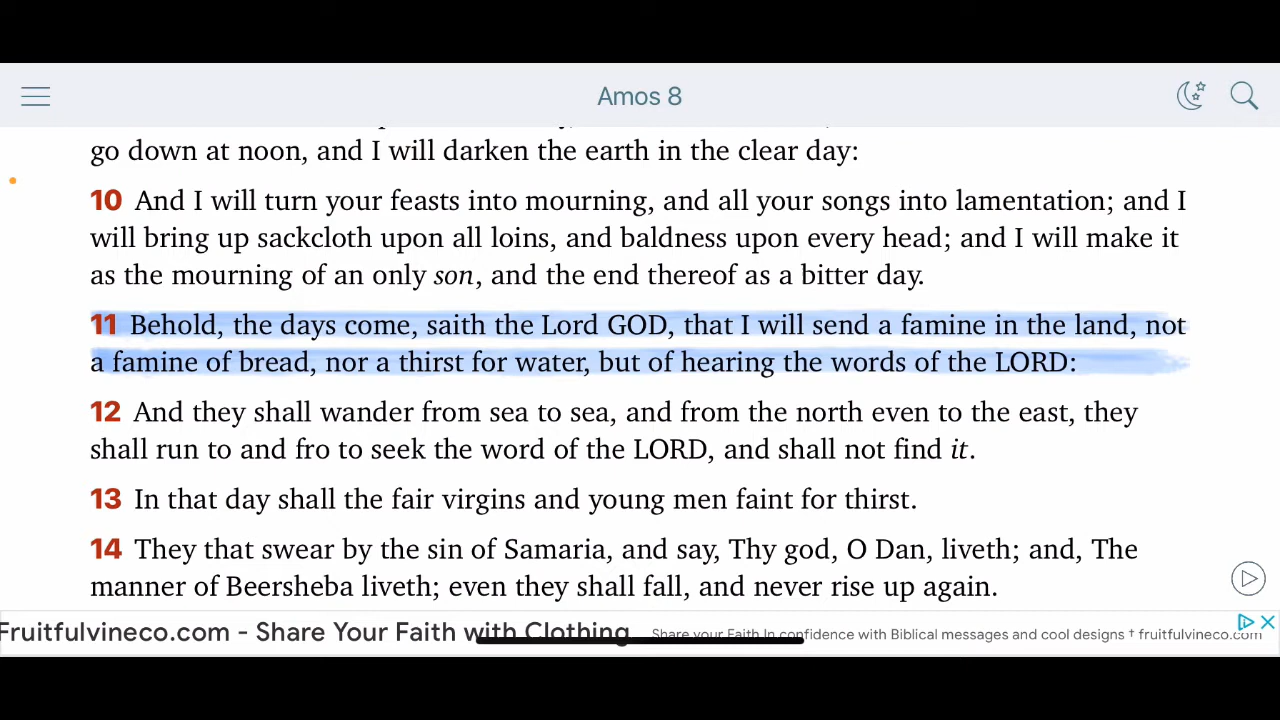 Amos 8
go down at noon, and I will darken the earth in the clear day:
10 And I will turn your feasts into mourning, and all your songs into lamentation; and I
will bring up sackcloth upon all loins, and baldness upon every head; and I will make it
as the mourning of an only son, and the end thereof as a bitter day.
11 Behold, the days come, saith the Lord GOD, that I will send a famine in the land, not
a famine of bread, nor a thirst for water, but of hearing the words of the LORD:
12 And they shall wander from sea to sea, and from the north even to the east, they
shall run to and fro to seek the word of the LORD, and shall not find it.
13 In that day shall the fair virgins and young men faint for thirst.
14 They that swear by the sin of Samaria, and say, Thy god, O Dan, liveth; and, The
manner of Beersheba liveth; even they shall fall, and never rise up again.
Fruitfulvineco.com - Share Your Faith with Clothing Share your Faith In confidence with Biblical messages and cool designs † fruitfulvineco.com